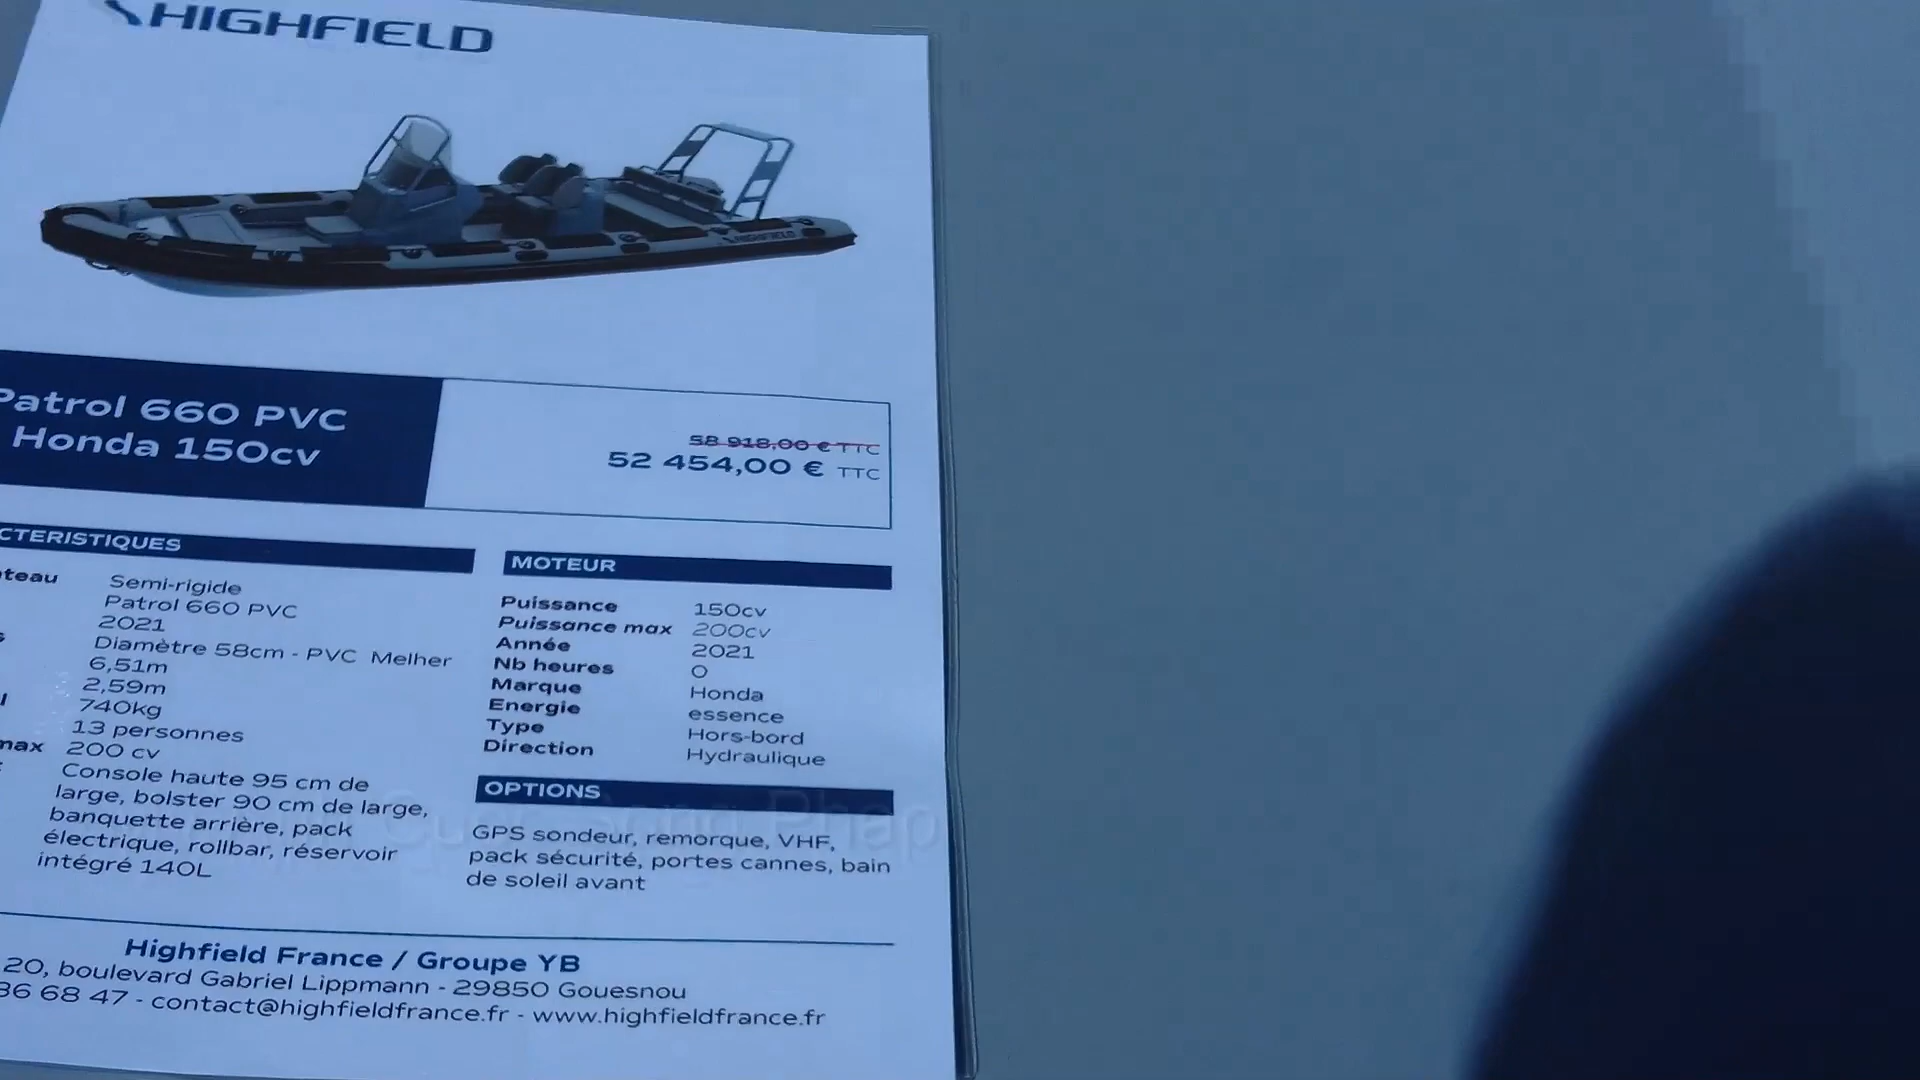 HIGHFIELD
HIGHFIELD
Patrol 660 PVC
Honda 150cv
58 918,00 € TTC
52 454,00 € TTC
CTERISTIQUES
teau Semi-rigide
Patrol 660 PVC
2021
Diamètre 58cm - PVC Melher
6,51m
2,59m
740kg
13 personnes
max 200 cv
Console haute 95 cm de
large, bolster 90 cm de large,
banquette arrière, pack
électrique, rollbar, réservoir
intégré 140L
MOTEUR
Puissance 150cv
Puissance max 200cv
Année 2021
Nb heures 0
Marque Honda
Energie essence
Type Hors-bord
Direction Hydraulique
OPTIONS
GPS sondeur, remorque, VHF,
pack sécurité, portes cannes, bain
de soleil avant
Highfield France / Groupe YB
20, boulevard Gabriel Lippmann - 29850 Gouesnou
36 68 47 - contact@highfieldfrance.fr - www.highfieldfrance.fr